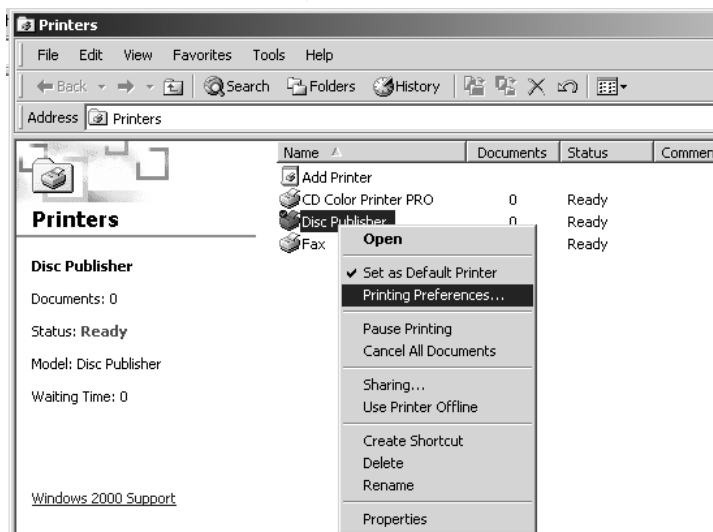 Printers
File Edit View Favorites Tools Help
Back Search Folders History
Address Printers
Name Documents Status
Add Printer
CD Color Printer PRO 0 Ready
Disc Publisher 0 Ready
Fax Ready
Printers
Disc Publisher
Documents: 0
Status: Ready
Model: Disc Publisher
Waiting Time: 0
Windows 2000 Support
Open
Set as Default Printer
Printing Preferences...
Pause Printing
Cancel All Documents
Sharing...
Use Printer Offline
Create Shortcut
Delete
Rename
Properties